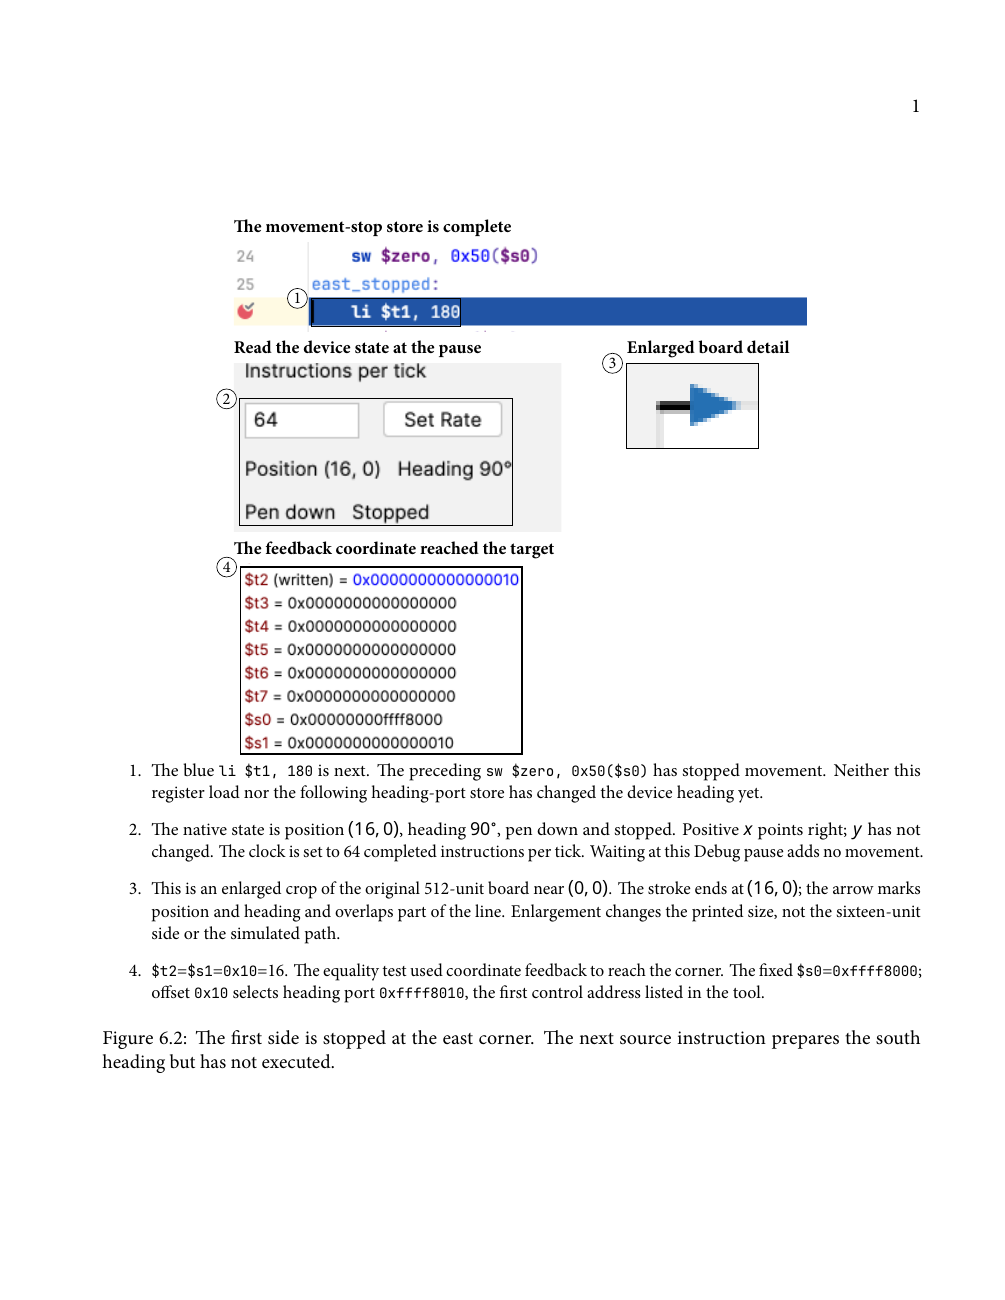 1
The movement-stop store is complete
24 sw $zero, 0x50($s0)
25 east_stopped:
1 li $t1, 180
Read the device state at the pause
Enlarged board detail
3
Instructions per tick
2
64 Set Rate
Position (16, 0) Heading 90°
Pen down Stopped
The feedback coordinate reached the target
4
$t2 (written) = 0x0000000000000010
$t3 = 0x0000000000000000
$t4 = 0x0000000000000000
$t5 = 0x0000000000000000
$t6 = 0x0000000000000000
$t7 = 0x0000000000000000
$s0 = 0x00000000ffff8000
$s1 = 0x0000000000000010
1. The blue li $t1, 180 is next. The preceding sw $zero, 0x50($s0) has stopped movement. Neither this
register load nor the following heading-port store has changed the device heading yet.
2. The native state is position (16, 0), heading 90°, pen down and stopped. Positive x points right; y has not
changed. The clock is set to 64 completed instructions per tick. Waiting at this Debug pause adds no movement.
3. This is an enlarged crop of the original 512-unit board near (0, 0). The stroke ends at (16, 0); the arrow marks
position and heading and overlaps part of the line. Enlargement changes the printed size, not the sixteen-unit
side or the simulated path.
4. $t2=$s1=0x10=16. The equality test used coordinate feedback to reach the corner. The fixed $s0=0xffff8000;
offset 0x10 selects heading port 0xffff8010, the first control address listed in the tool.
Figure 6.2: The first side is stopped at the east corner. The next source instruction prepares the south
heading but has not executed.